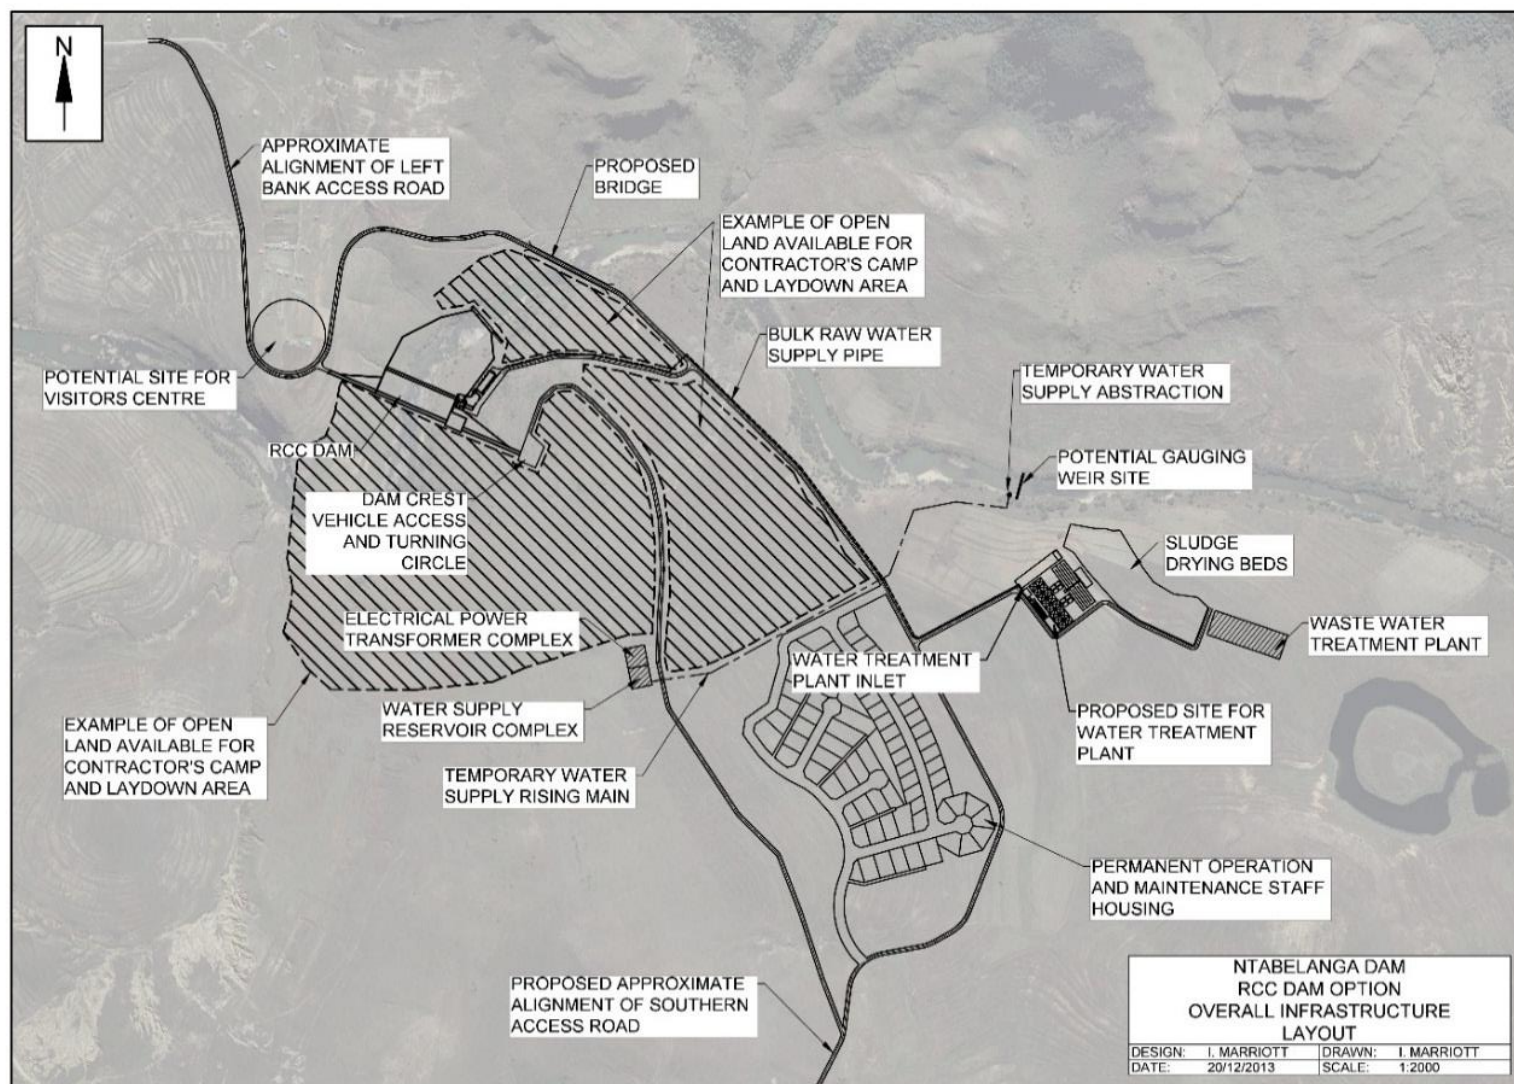 N
APPROXIMATE
ALIGNMENT OF LEFT
BANK ACCESS ROAD
PROPOSED
BRIDGE
EXAMPLE OF OPEN
LAND AVAILABLE FOR
CONTRACTOR'S CAMP
AND LAYDOWN AREA
BULK RAW WATER
SUPPLY PIPE
POTENTIAL SITE FOR
VISITORS CENTRE
TEMPORARY WATER
SUPPLY ABSTRACTION
RCC DAM
POTENTIAL GAUGING
WEIR SITE
DAM CREST
VEHICLE ACCESS
AND TURNING
CIRCLE
SLUDGE
DRYING BEDS
ELECTRICAL POWER
TRANSFORMER COMPLEX
WASTE WATER
TREATMENT PLANT
WATER TREATMENT
PLANT INLET
WATER SUPPLY
RESERVOIR COMPLEX
PROPOSED SITE FOR
WATER TREATMENT
PLANT
EXAMPLE OF OPEN
LAND AVAILABLE FOR
CONTRACTOR'S CAMP
AND LAYDOWN AREA
TEMPORARY WATER
SUPPLY RISING MAIN
PERMANENT OPERATION
AND MAINTENANCE STAFF
HOUSING
PROPOSED APPROXIMATE
ALIGNMENT OF SOUTHERN
ACCESS ROAD
NTABELANGA DAM
RCC DAM OPTION
OVERALL INFRASTRUCTURE
LAYOUT
DESIGN: I. MARRIOTT DRAWN: I. MARRIOTT
DATE: 20/12/2013 SCALE: 1:2000